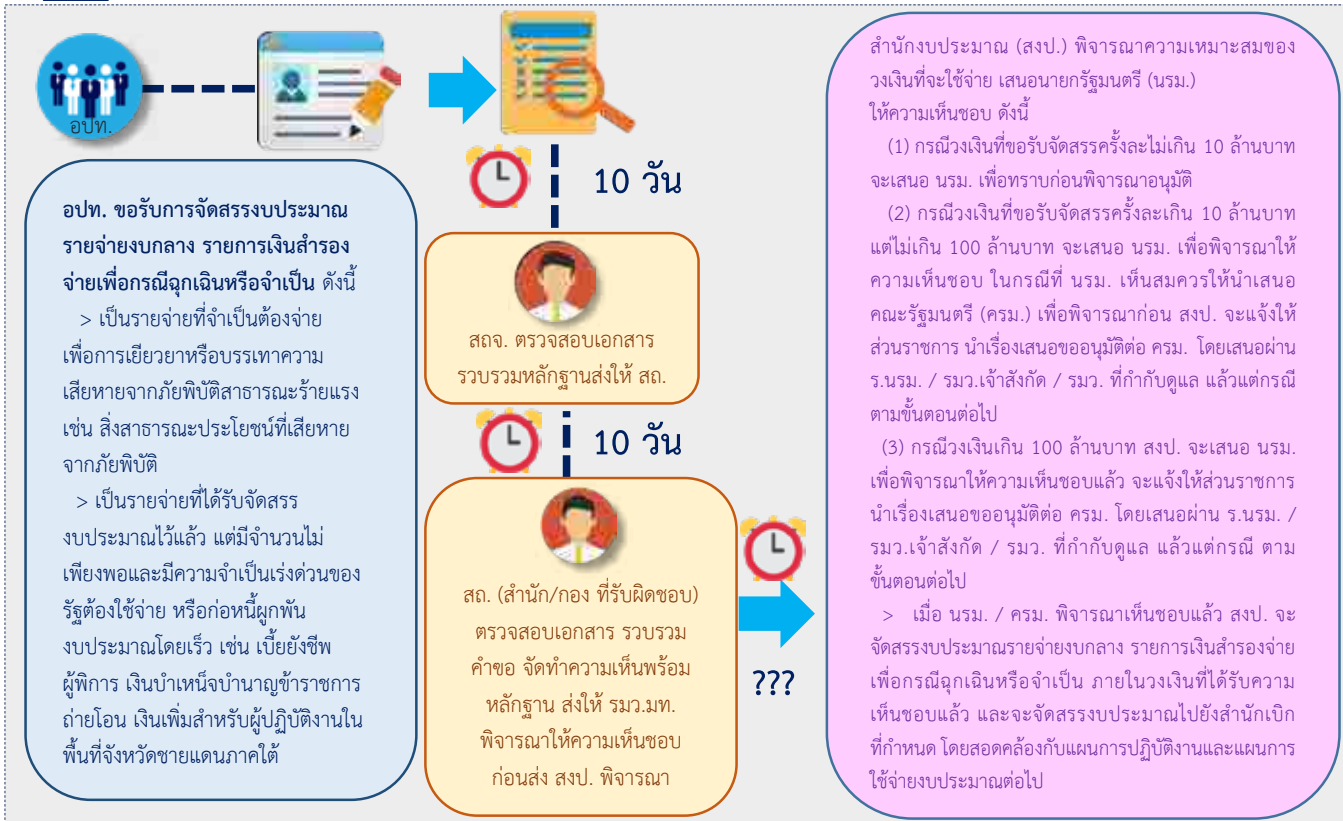 อปท.
อปท. ขอรับการจัดสรรงบประมาณ
รายจ่ายงบกลาง รายการเงินสำรอง
จ่ายเพื่อกรณีฉุกเฉินหรือจำเป็น ดังนี้
> เป็นรายจ่ายที่จำเป็นต้องจ่าย
เพื่อการเยียวยาหรือบรรเทาความ
เสียหายจากภัยพิบัติสาธารณะร้ายแรง
เช่น สิ่งสาธารณะประโยชน์ที่เสียหาย
จากภัยพิบัติ
> เป็นรายจ่ายที่ได้รับจัดสรร
งบประมาณไว้แล้ว แต่มีจำนวนไม่
เพียงพอและมีความจำเป็นเร่งด่วนของ
รัฐต้องใช้จ่าย หรือก่อหนี้ผูกพัน
งบประมาณโดยเร็ว เช่น เบี้ยยังชีพ
ผู้พิการ เงินบำเหน็จบำนาญข้าราชการ
ถ่ายโอน เงินเพิ่มสำหรับผู้ปฏิบัติงานใน
พื้นที่จังหวัดชายแดนภาคใต้
10 วัน
สถจ. ตรวจสอบเอกสาร
รวบรวมหลักฐานส่งให้ สถ.
10 วัน
สถ. (สำนัก/กอง ที่รับผิดชอบ)
ตรวจสอบเอกสาร รวบรวม
คำขอ จัดทำความเห็นพร้อม
หลักฐาน ส่งให้ รมว.มท.
พิจารณาให้ความเห็นชอบ
ก่อนส่ง สงป. พิจารณา
???
สำนักงบประมาณ (สงป.) พิจารณาความเหมาะสมของ
วงเงินที่จะใช้จ่าย เสนอนายกรัฐมนตรี (นรม.)
ให้ความเห็นชอบ ดังนี้
(1) กรณีวงเงินที่ขอรับจัดสรรครั้งละไม่เกิน 10 ล้านบาท
จะเสนอ นรม. เพื่อทราบก่อนพิจารณาอนุมัติ
(2) กรณีวงเงินที่ขอรับจัดสรรครั้งละเกิน 10 ล้านบาท
แต่ไม่เกิน 100 ล้านบาท จะเสนอ นรม. เพื่อพิจารณาให้
ความเห็นชอบ ในกรณีที่ นรม. เห็นสมควรให้นำเสนอ
คณะรัฐมนตรี (ครม.) เพื่อพิจารณาก่อน สงป. จะแจ้งให้
ส่วนราชการ นำเรื่องเสนอขออนุมัติต่อ ครม. โดยเสนอผ่าน
ร.นรม. / รมว.เจ้าสังกัด / รมว. ที่กำกับดูแล แล้วแต่กรณี
ตามขั้นตอนต่อไป
(3) กรณีวงเงินเกิน 100 ล้านบาท สงป. จะเสนอ นรม.
เพื่อพิจารณาให้ความเห็นชอบแล้ว จะแจ้งให้ส่วนราชการ
นำเรื่องเสนอขออนุมัติต่อ ครม. โดยเสนอผ่าน ร.นรม. /
รมว.เจ้าสังกัด / รมว. ที่กำกับดูแล แล้วแต่กรณี ตาม
ขั้นตอนต่อไป
> เมื่อ นรม. / ครม. พิจารณาเห็นชอบแล้ว สงป. จะ
จัดสรรงบประมาณรายจ่ายงบกลาง รายการเงินสำรองจ่าย
เพื่อกรณีฉุกเฉินหรือจำเป็น ภายในวงเงินที่ได้รับความ
เห็นชอบแล้ว และจะจัดสรรงบประมาณไปยังสำนักเบิก
ที่กำหนด โดยสอดคล้องกับแผนการปฏิบัติงานและแผนการ
ใช้จ่ายงบประมาณต่อไป